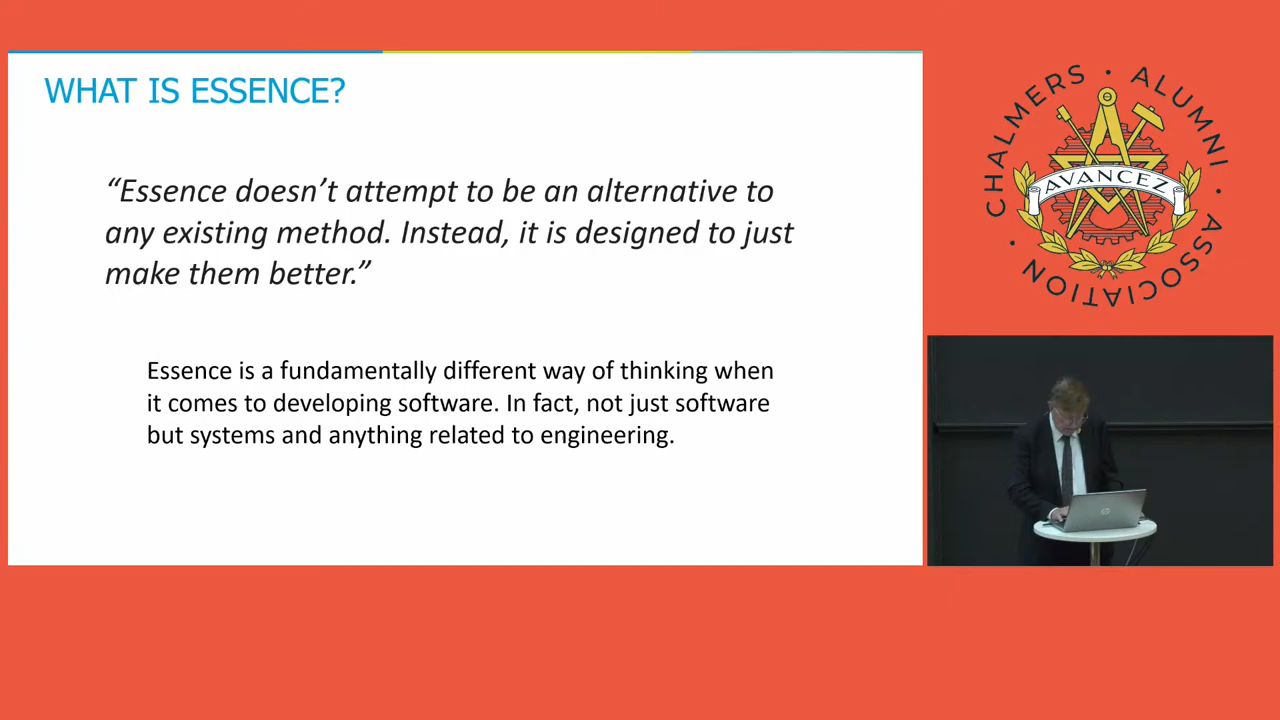 WHAT IS ESSENCE?
“Essence doesn’t attempt to be an alternative to
any existing method. Instead, it is designed to just
make them better.”
Essence is a fundamentally different way of thinking when
it comes to developing software. In fact, not just software
but systems and anything related to engineering.
CHALMERS · ALUMNI · ASSOCIATION ·
AVANCEZ